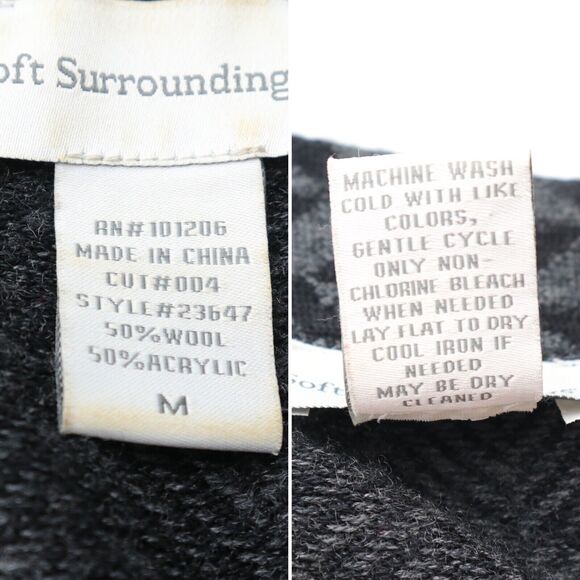 oft Surrounding
RN#101206
MADE IN CHINA
CUT#004
STYLE#23647
50%WOOL
50%ACRYLIC
M
MACHINE WASH
COLD WITH LIKE
COLORS,
GENTLE CYCLE
ONLY NON-
CHLORINE BLEACH
WHEN NEEDED
LAY FLAT TO DRY
COOL IRON IF
NEEDED
MAY BE DRY
CLEANED
Soft